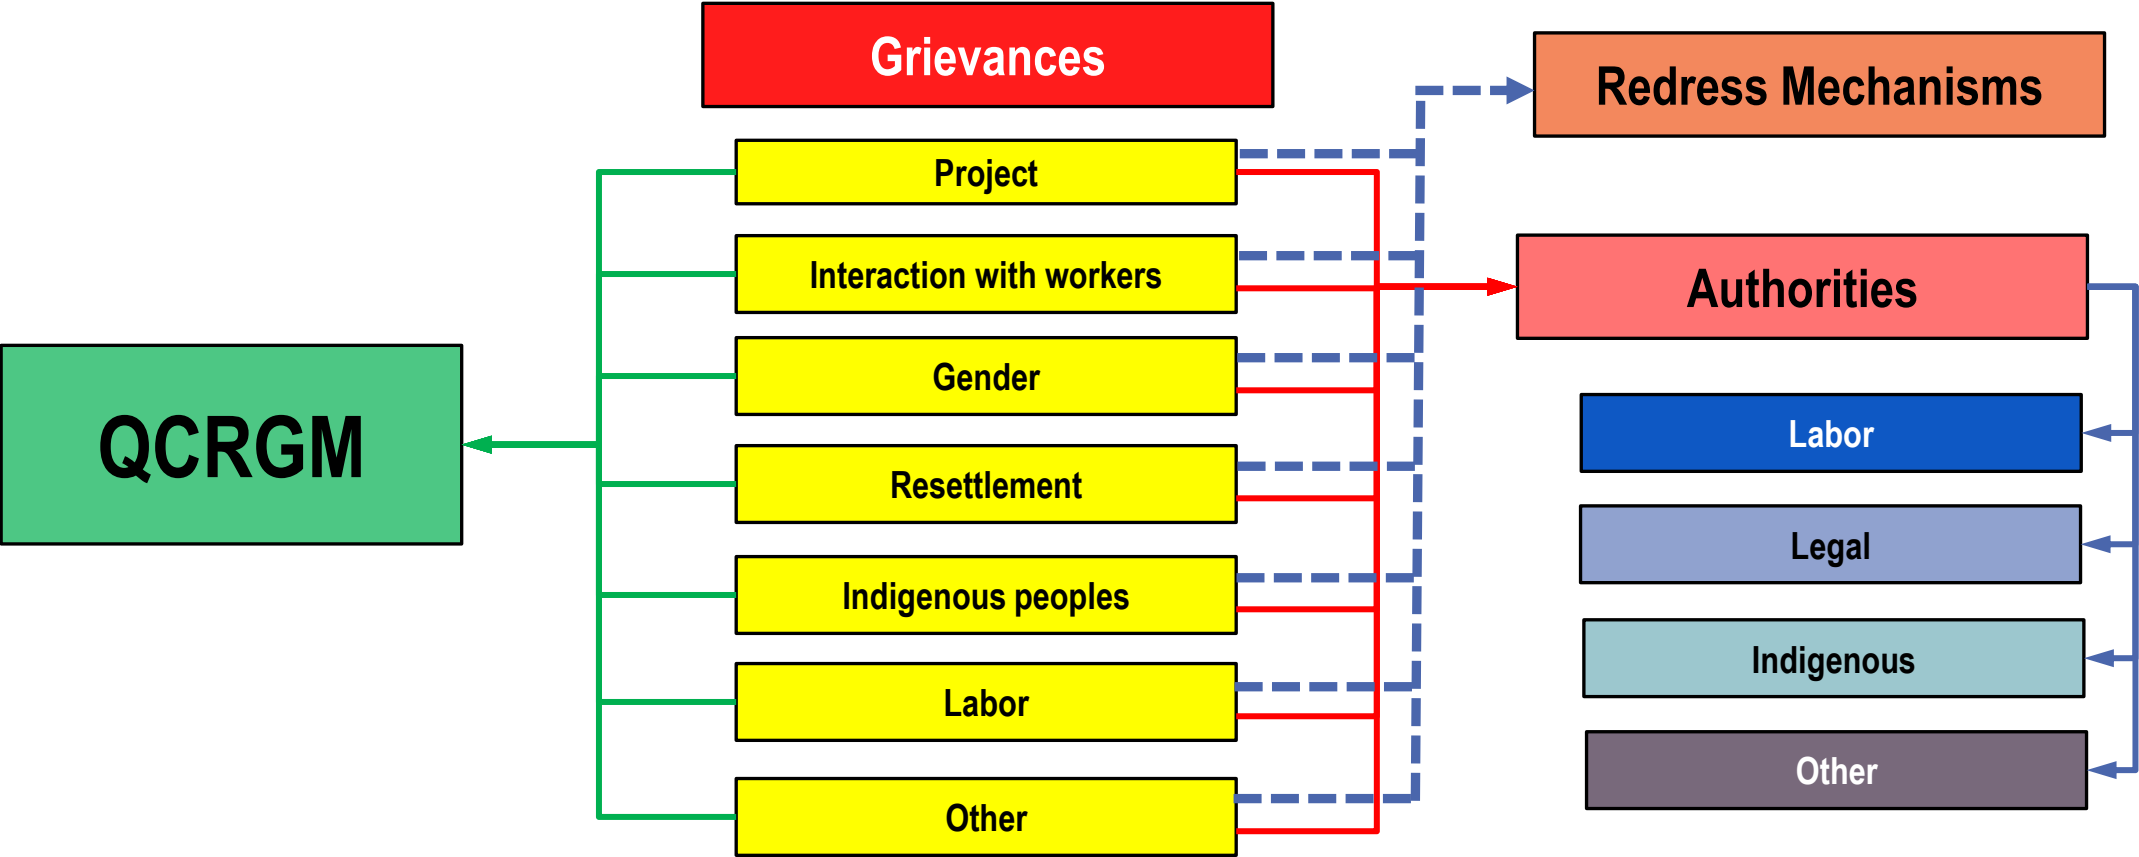 Grievances
Redress Mechanisms
Project
Interaction with workers
Authorities
Gender
QCRGM
Labor
Resettlement
Legal
Indigenous peoples
Indigenous
Labor
Other
Other